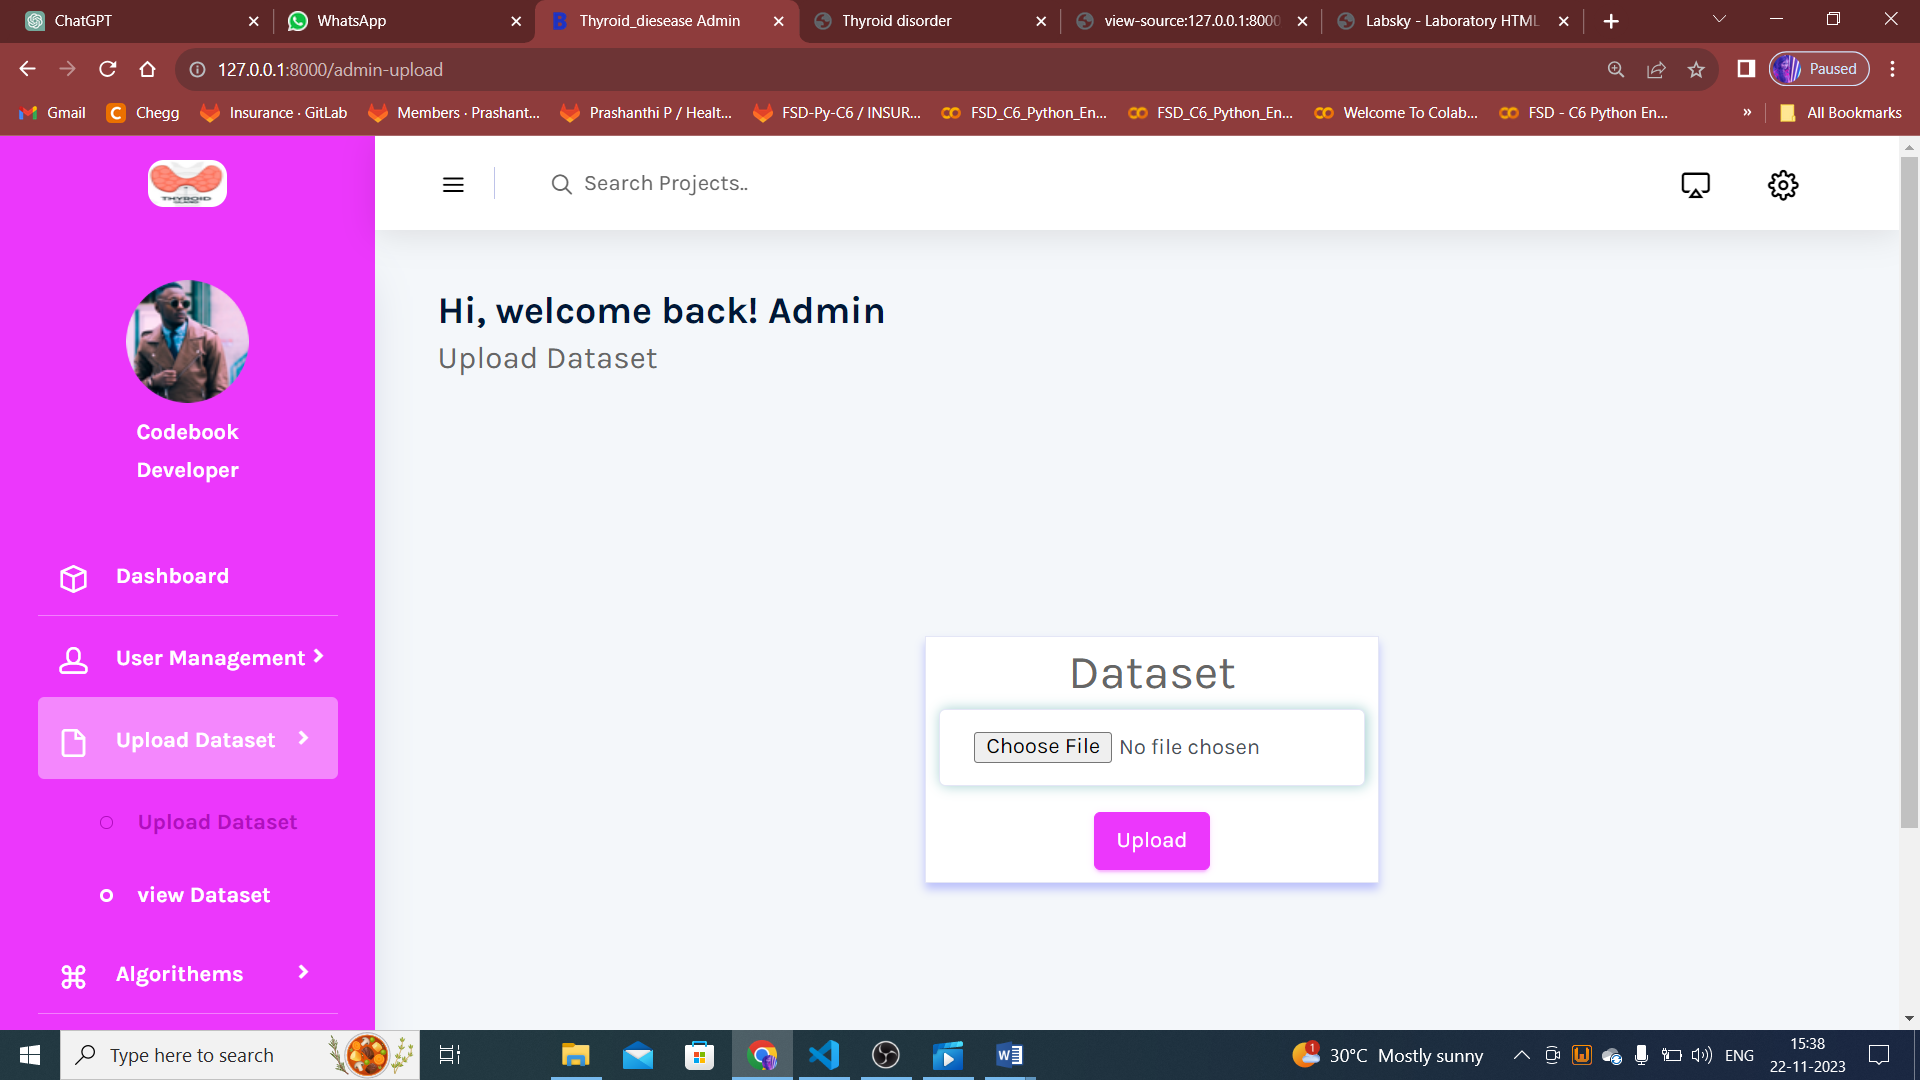 ChatGPT
WhatsApp
Thyroid_diesease Admin
Thyroid disorder
view-source:127.0.0.1:8000
Labsky - Laboratory HTML
127.0.0.1:8000/admin-upload
Paused
Gmail
Chegg
Insurance · GitLab
Members · Prashant...
Prashanthi P / Healt...
FSD-Py-C6 / INSUR...
FSD_C6_Python_En...
FSD_C6_Python_En...
Welcome To Colab...
FSD - C6 Python En...
»
All Bookmarks
THYROID
Search Projects..
Hi, welcome back! Admin
Upload Dataset
Codebook
Developer
Dashboard
User Management
Upload Dataset
Upload Dataset
view Dataset
Algorithems
Dataset
Choose File No file chosen
Upload
Type here to search
1
30°C Mostly sunny
ENG
15:38
22-11-2023